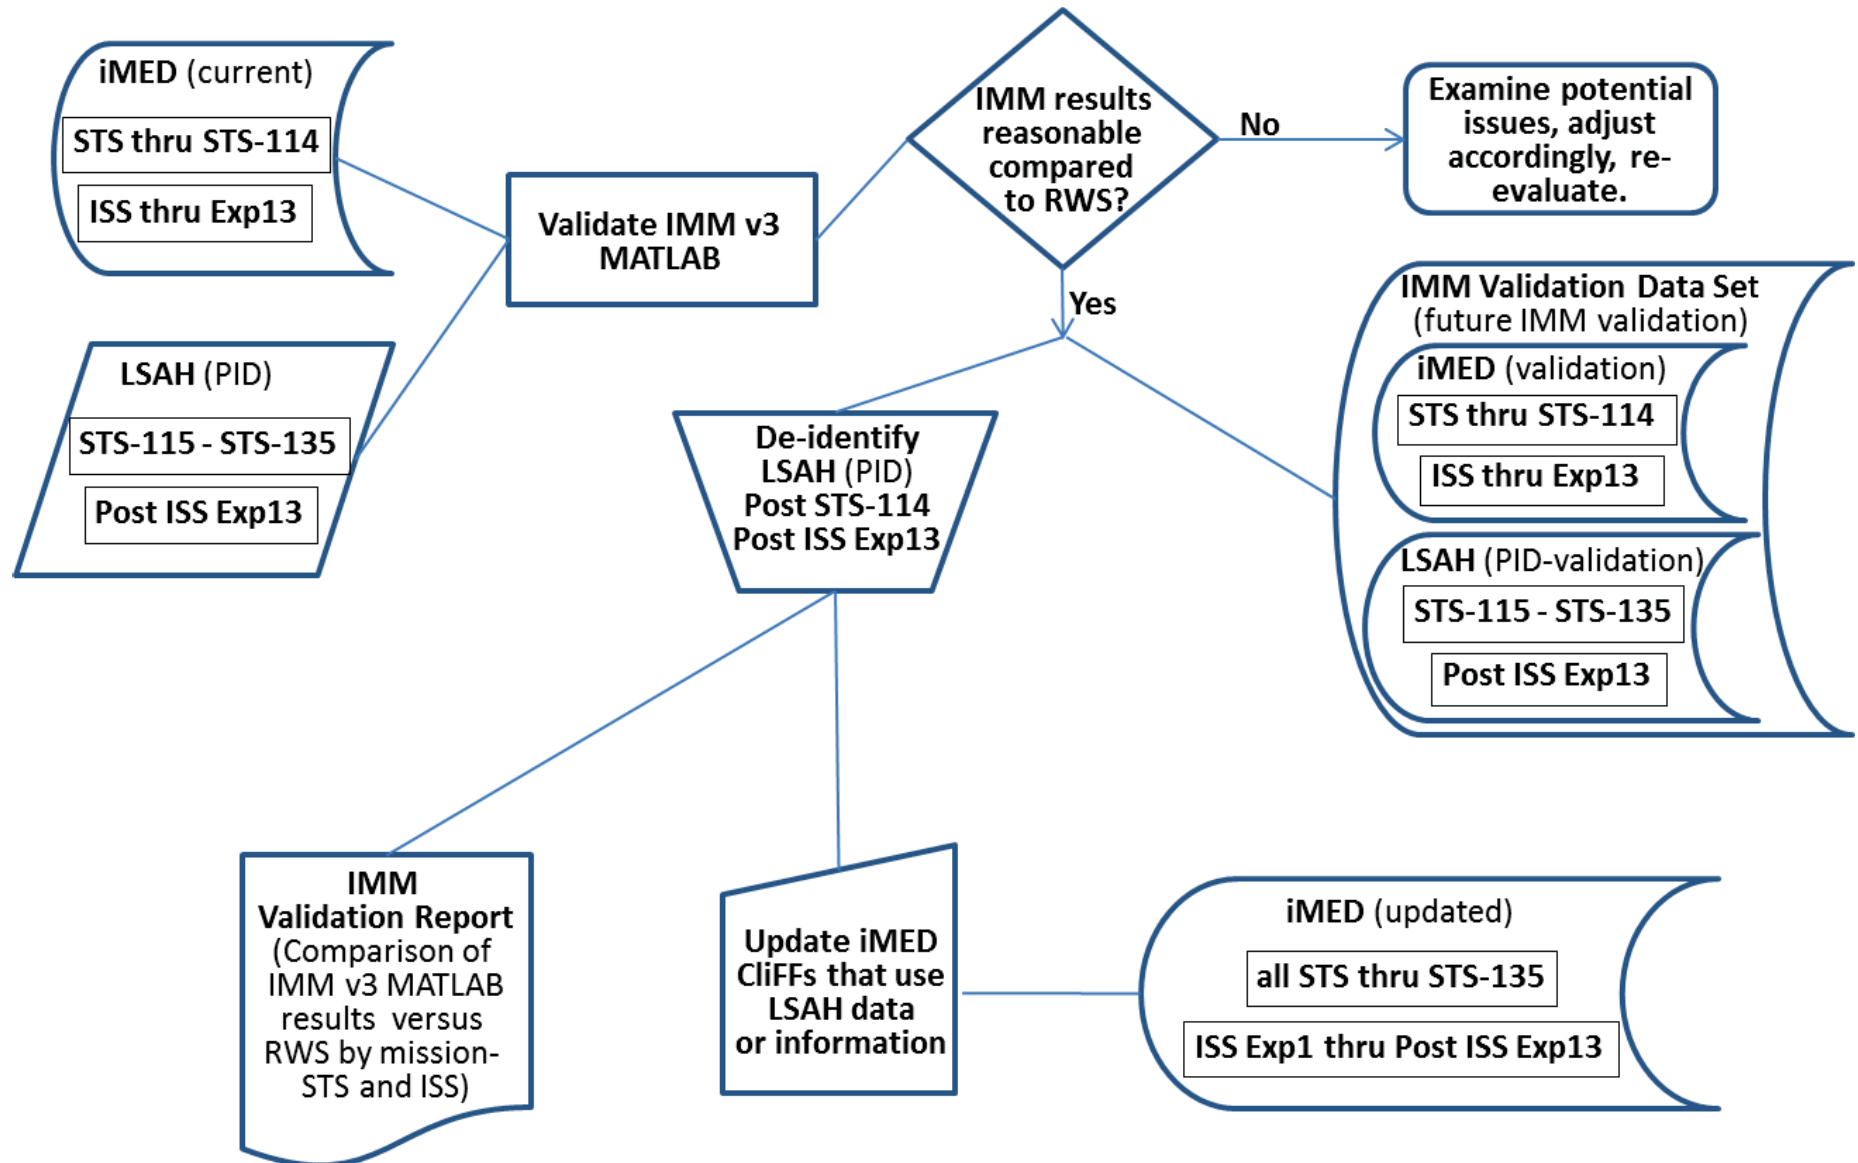 iMED (current)
STS thru STS-114
ISS thru Exp13
LSAH (PID)
STS-115 - STS-135
Post ISS Exp13
Validate IMM v3
MATLAB
IMM results
reasonable
compared
to RWS?
No
Examine potential
issues, adjust
accordingly, re-
evaluate.
Yes
IMM Validation Data Set
(future IMM validation)
iMED (validation)
STS thru STS-114
ISS thru Exp13
LSAH (PID-validation)
STS-115 - STS-135
Post ISS Exp13
De-identify
LSAH (PID)
Post STS-114
Post ISS Exp13
IMM
Validation Report
(Comparison of
IMM v3 MATLAB
results versus
RWS by mission-
STS and ISS)
Update iMED
CliFFs that use
LSAH data
or information
iMED (updated)
all STS thru STS-135
ISS Exp1 thru Post ISS Exp13